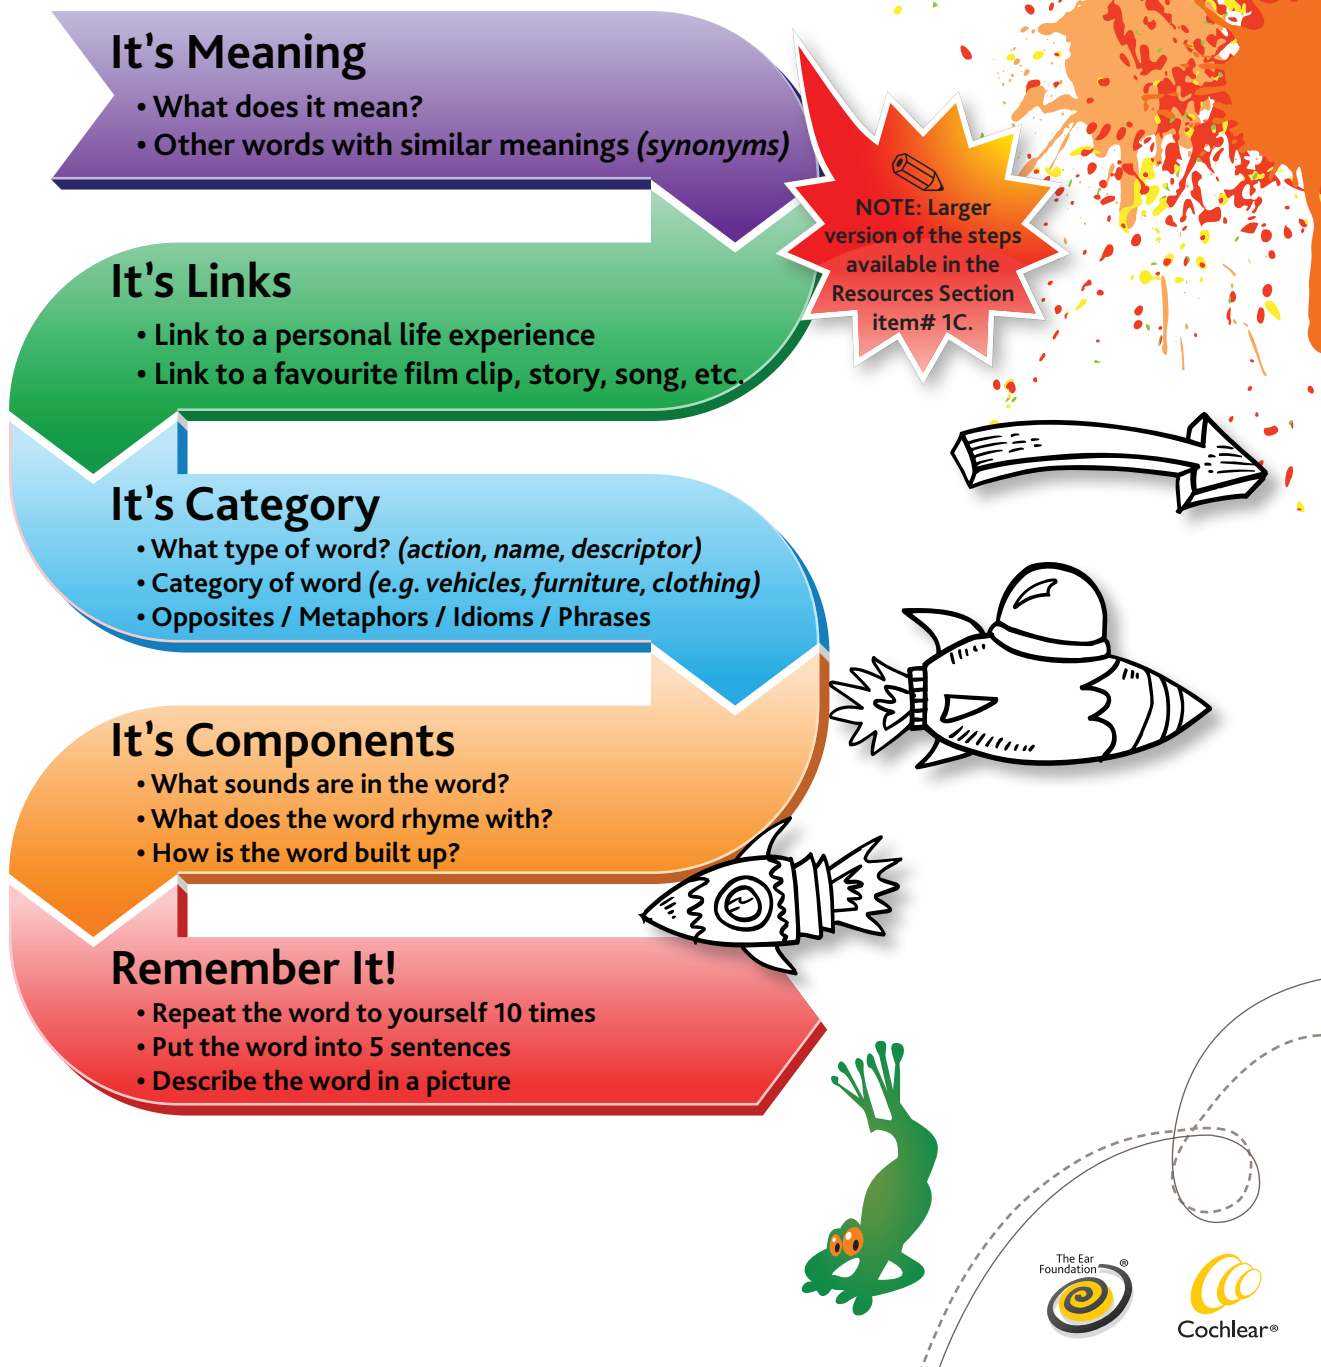 It's Meaning
• What does it mean?
• Other words with similar meanings (synonyms)
NOTE: Larger
version of the steps
available in the
Resources Section
item# 1C.
It's Links
• Link to a personal life experience
• Link to a favourite film clip, story, song, etc.
It's Category
• What type of word? (action, name, descriptor)
• Category of word (e.g. vehicles, furniture, clothing)
• Opposites / Metaphors / Idioms / Phrases
It's Components
• What sounds are in the word?
• What does the word rhyme with?
• How is the word built up?
Remember It!
• Repeat the word to yourself 10 times
• Put the word into 5 sentences
• Describe the word in a picture
The Ear
Foundation ®
Cochlear®